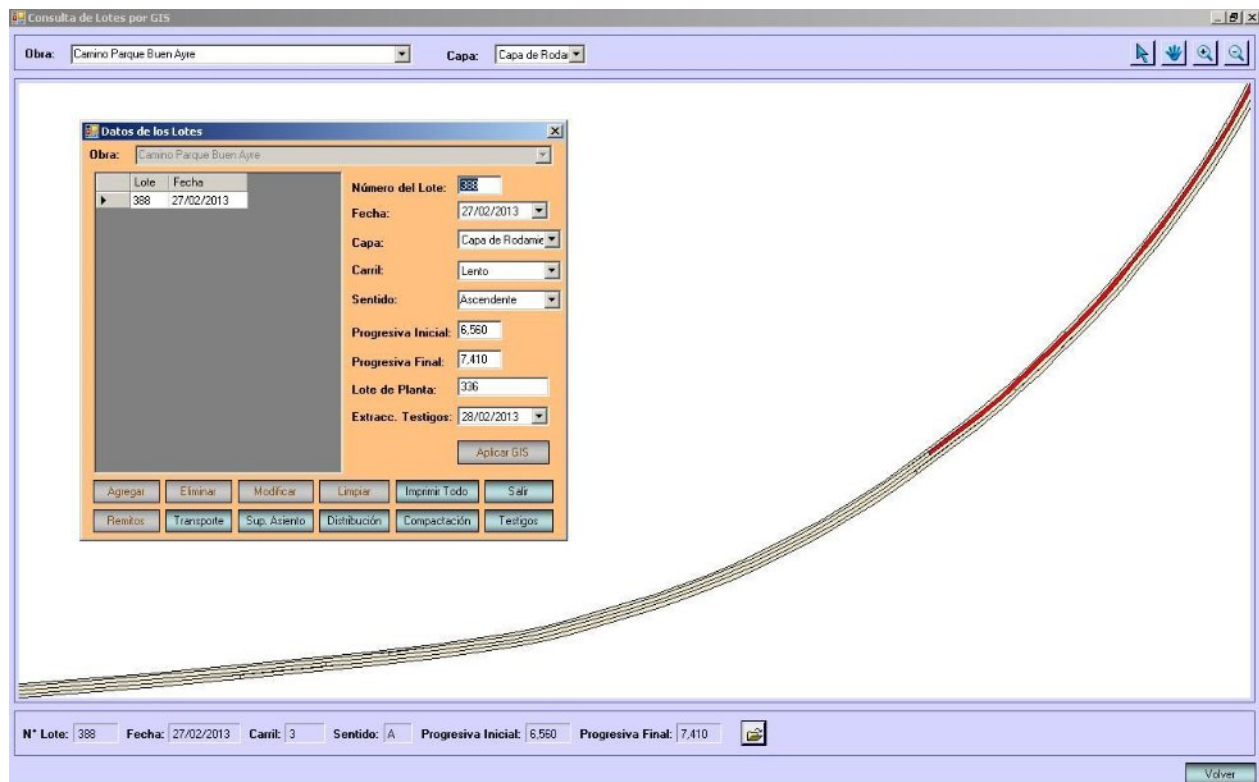 Consulta de Lotes por GIS
Obra: Camino Parque Buen Ayre Capa: Capa de Roda
Datos de los Lotes
Obra: Camino Parque Buen Ayre
Lote Fecha
388 27/02/2013
Número del Lote: 388
Fecha: 27/02/2013
Capa: Capa de Rodamie
Carril: Lento
Sentido: Ascendente
Progresiva Inicial: 6,560
Progresiva Final: 7,410
Lote de Planta: 336
Extracc. Testigos: 28/02/2013
Aplicar GIS
Agregar Eliminar Modificar Limpiar Imprimir Todo Salir
Remitos Transporte Sup. Asiento Distribución Compactación Testigos
N° Lote: 388 Fecha: 27/02/2013 Carril: 3 Sentido: A Progresiva Inicial: 6,560 Progresiva Final: 7,410
Volver